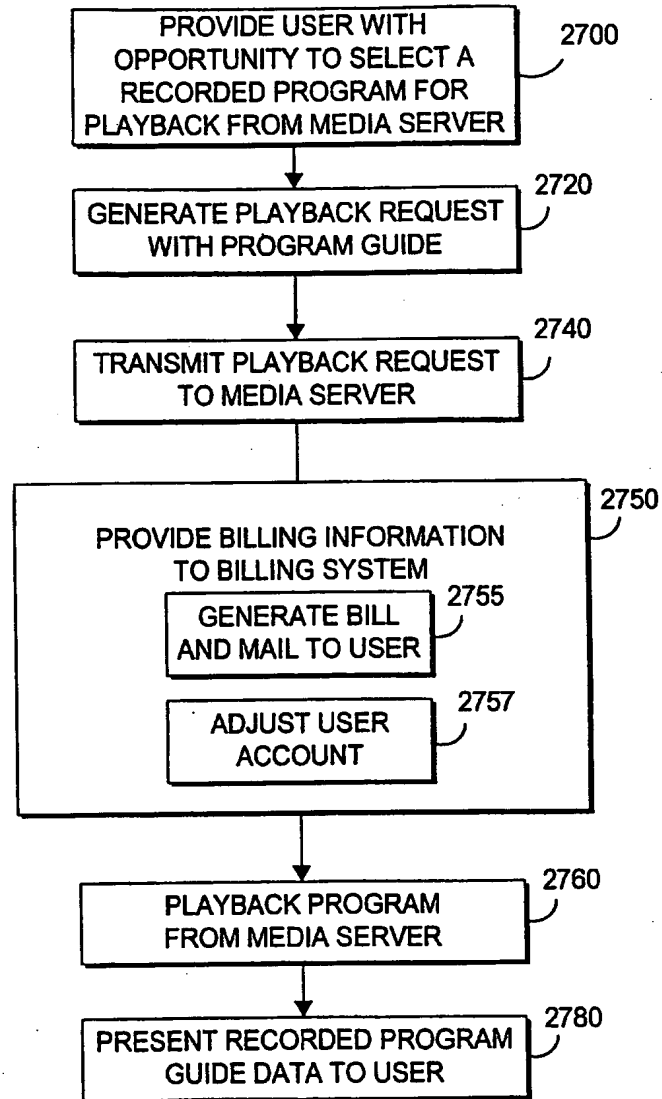 PROVIDE USER WITH
OPPORTUNITY TO SELECT A
RECORDED PROGRAM FOR
PLAYBACK FROM MEDIA SERVER
2700
GENERATE PLAYBACK REQUEST
WITH PROGRAM GUIDE
2720
TRANSMIT PLAYBACK REQUEST
TO MEDIA SERVER
2740
PROVIDE BILLING INFORMATION
TO BILLING SYSTEM
2750
GENERATE BILL
AND MAIL TO USER
2755
ADJUST USER
ACCOUNT
2757
PLAYBACK PROGRAM
FROM MEDIA SERVER
2760
PRESENT RECORDED PROGRAM
GUIDE DATA TO USER
2780